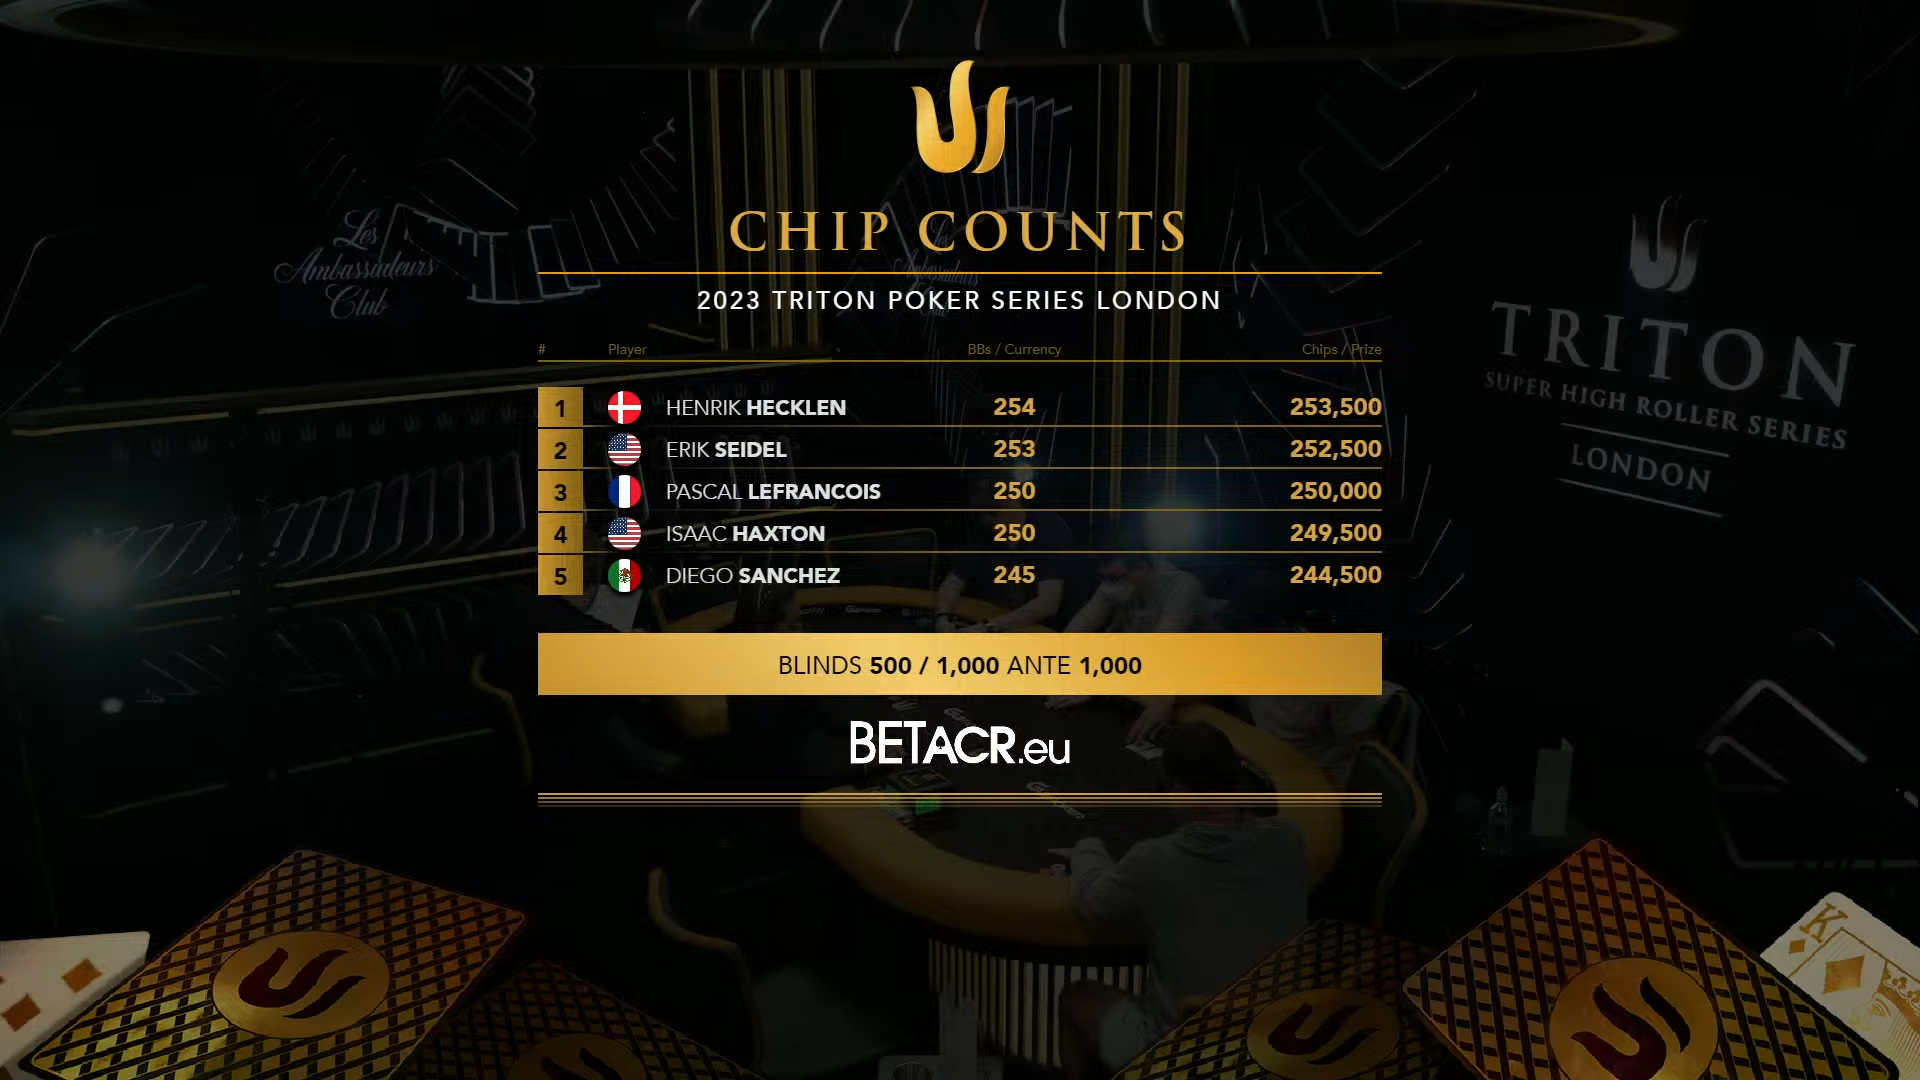 CHIP COUNTS
2023 TRITON POKER SERIES LONDON
# Player BBs / Currency Chips / Prize
1 HENRIK HECKLEN 254 253,500
2 ERIK SEIDEL 253 252,500
3 PASCAL LEFRANCOIS 250 250,000
4 ISAAC HAXTON 250 249,500
5 DIEGO SANCHEZ 245 244,500
BLINDS 500 / 1,000 ANTE 1,000
BETACR.eu
Les
Ambassadeurs
Club
TRITON
SUPER HIGH ROLLER SERIES
LONDON
K